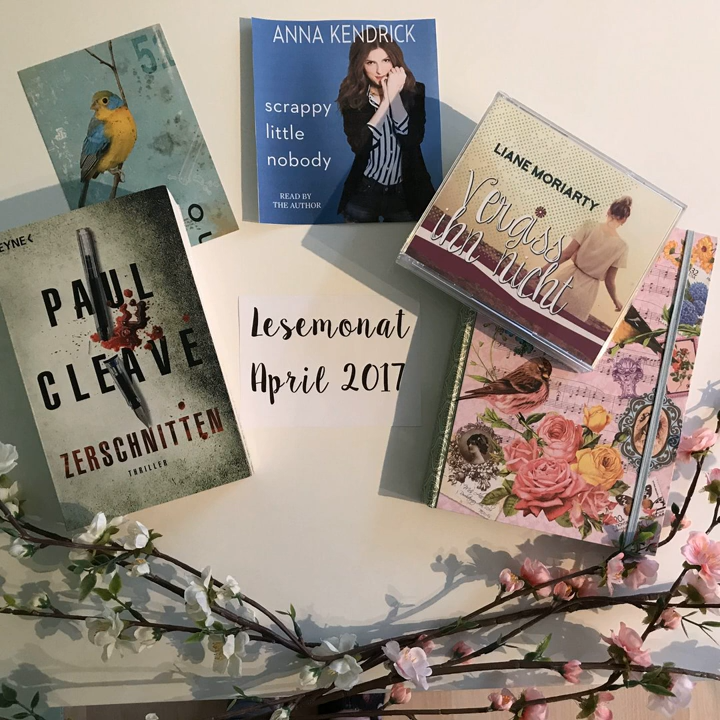 ANNA KENDRICK
scrappy
little
nobody
READ BY
THE AUTHOR
LIANE MORIARTY
Vergiss
ihn nicht
HEYNE<
PAUL
CLEAVE
ZERSCHNITTEN
THRILLER
Lesemonat
April 2017